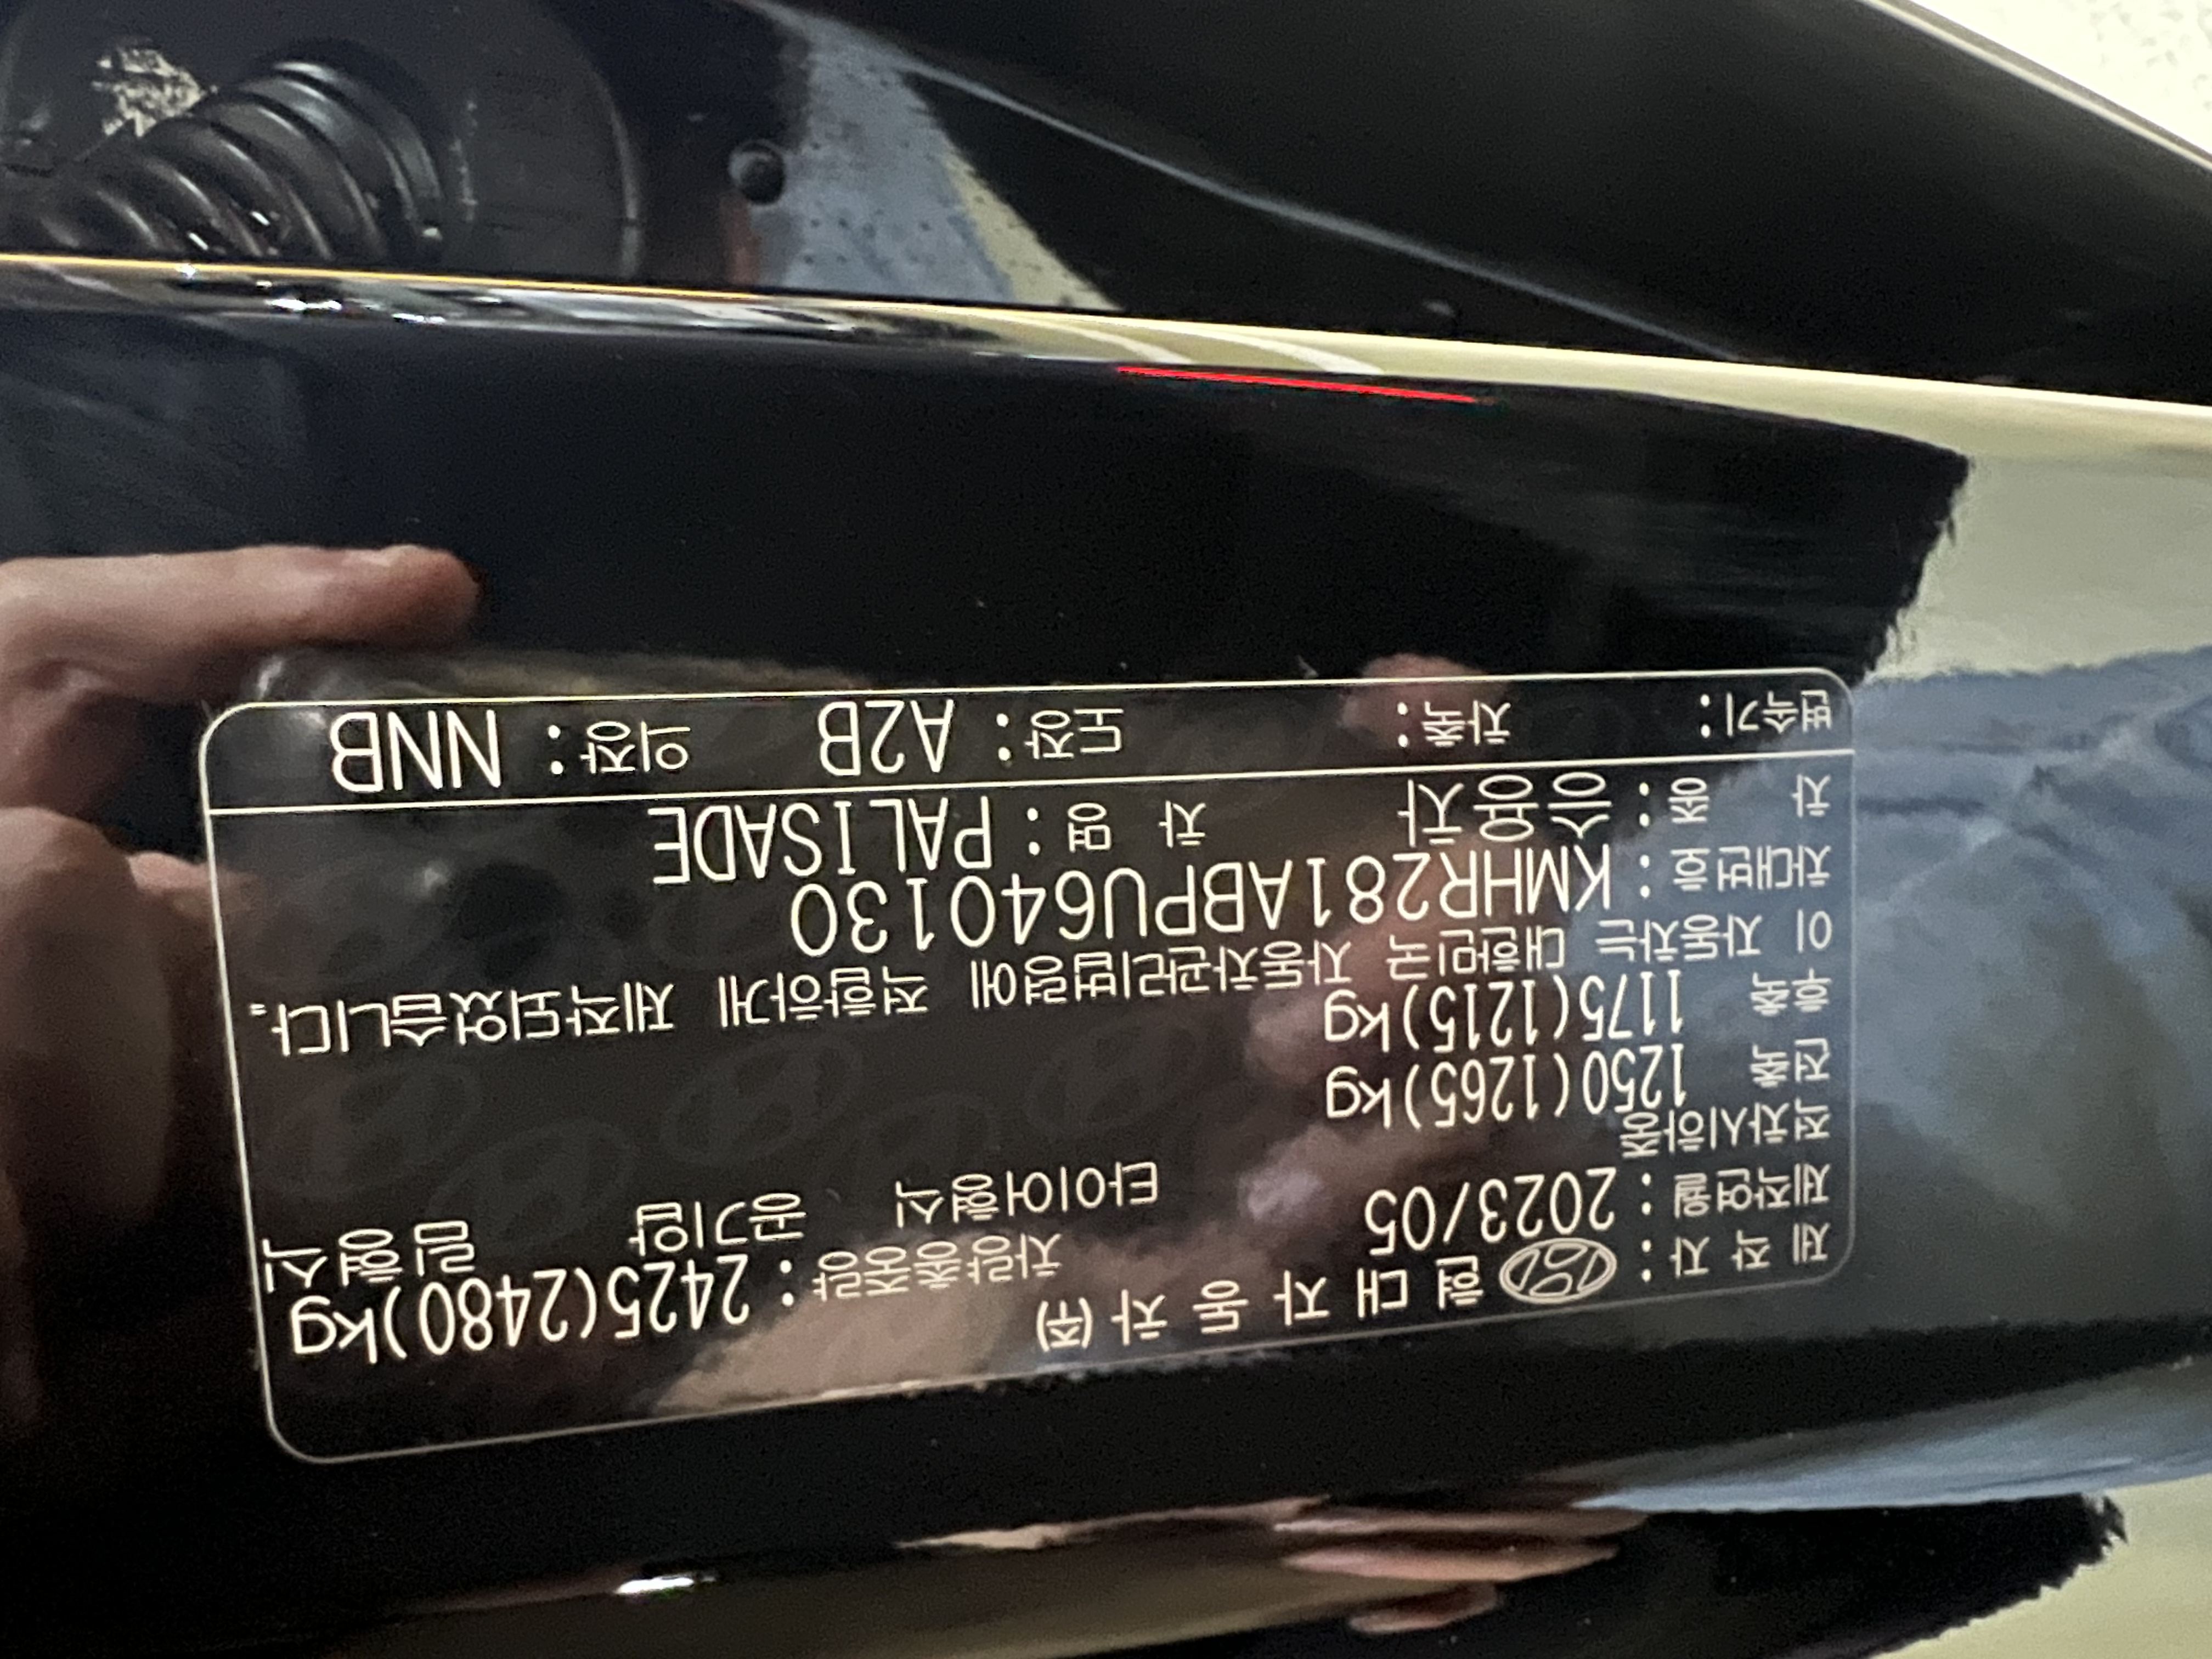 제 작 자 : 현 대 자 동 차 (주)
차량총중량 : 2425(2480)kg
제작연월 : 2023/05
타이어형식 공기압 림형식
적차시하중
전축 1250(1265)kg
후축 1175(1215)kg
이 자동차는 대한민국 자동차관리법령에 적합하게 제작되었습니다.
차대번호 : KMHR281ABPU640130
차 종 : 승용차 차 명 : PALISADE
변속기 : 차축 : 도장 : A2B 의장 : NNB